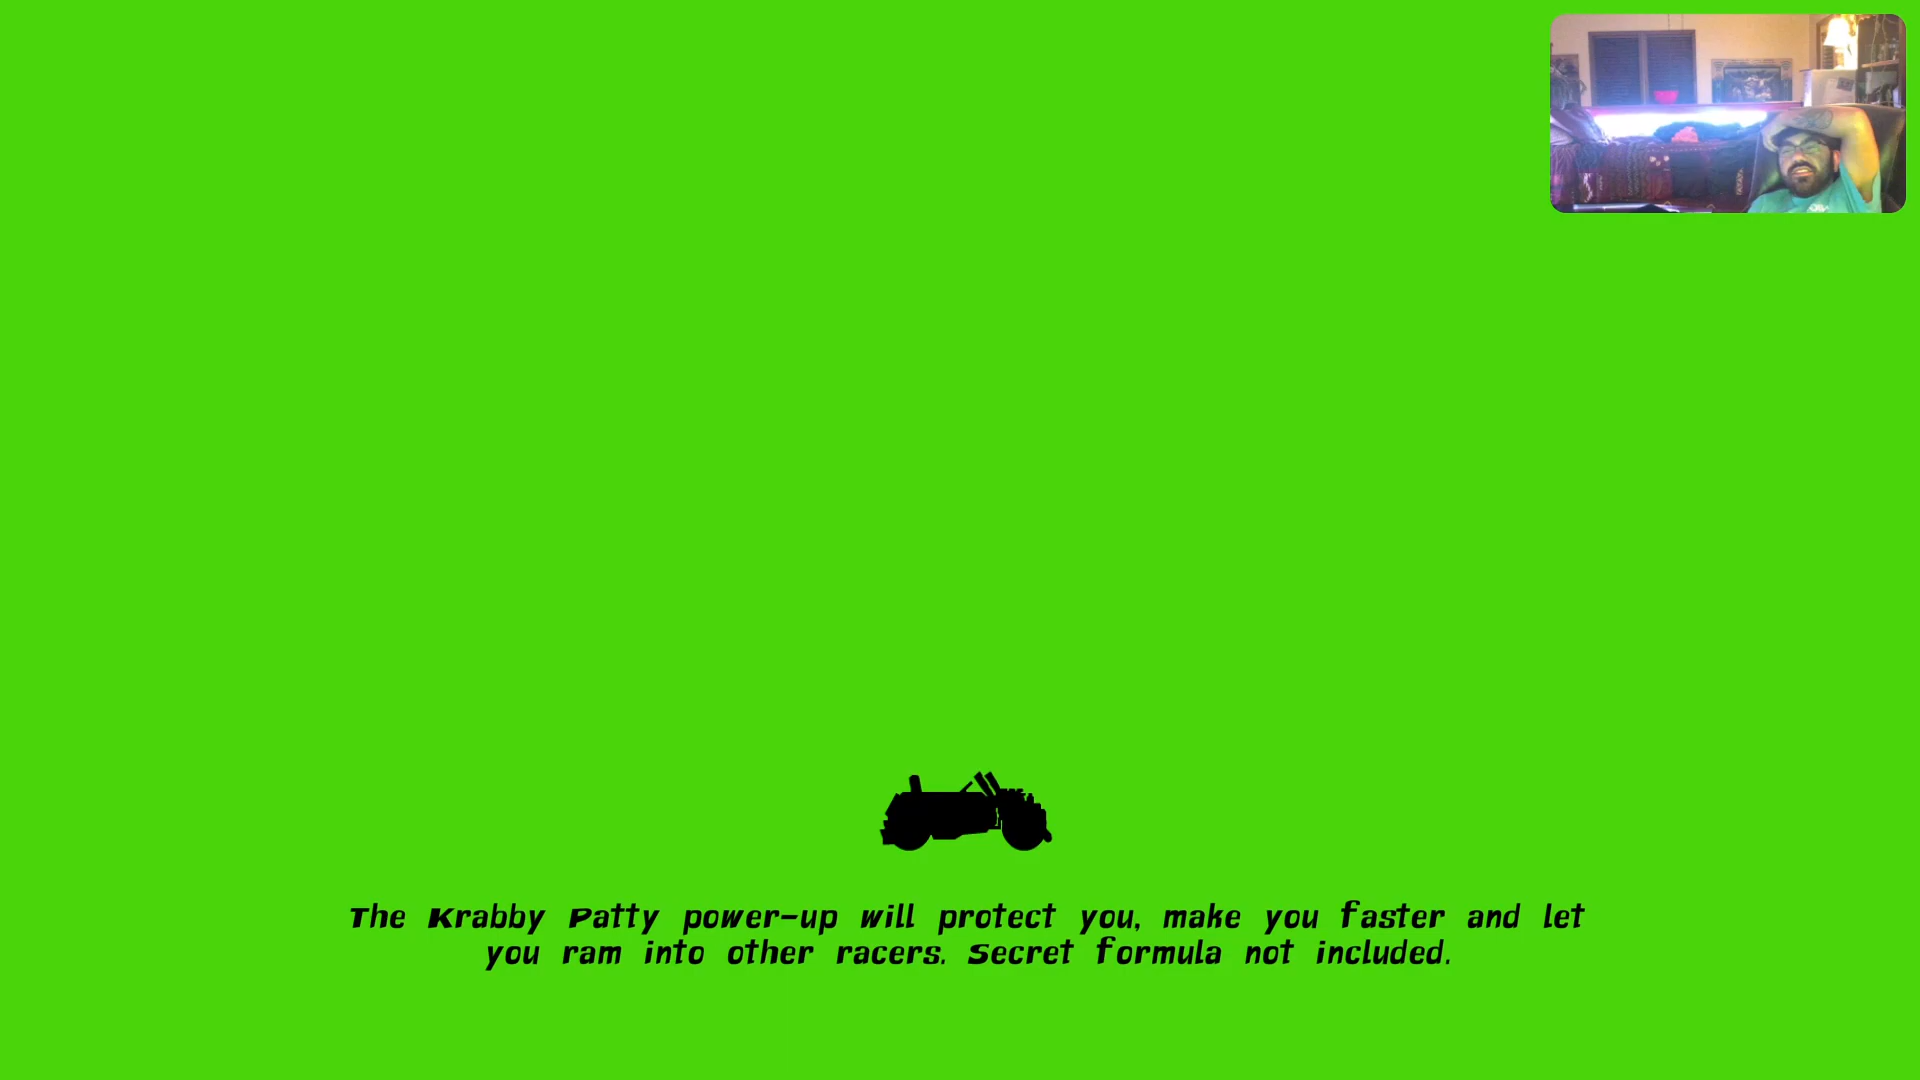 The Krabby Patty power-up will protect you, make you faster and let
you ram into other racers. Secret formula not included.